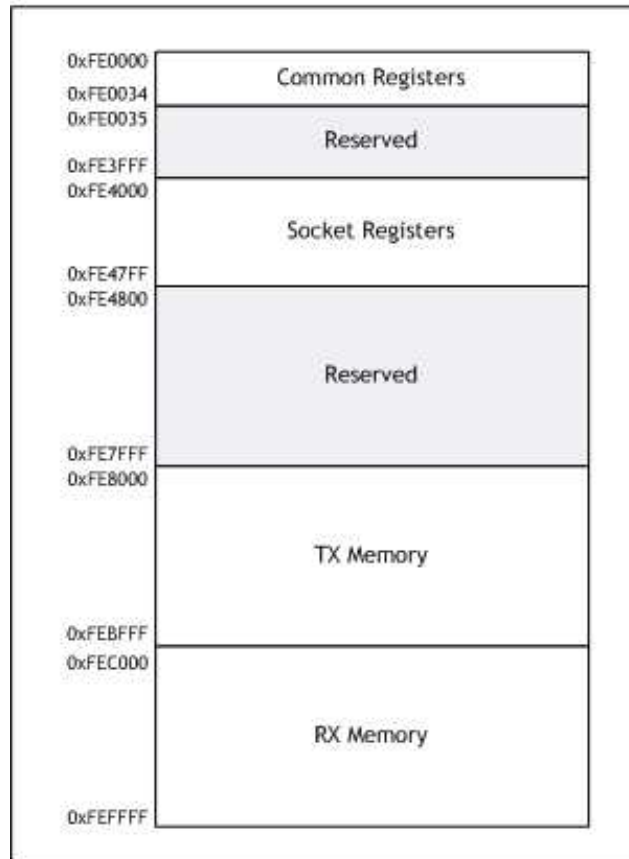 0xFE0000
Common Registers
0xFE0034
0xFE0035
Reserved
0xFE3FFF
0xFE4000
Socket Registers
0xFE47FF
0xFE4800
Reserved
0xFE7FFF
0xFE8000
TX Memory
0xFEBFFF
0xFEC000
RX Memory
0xFEFFFF